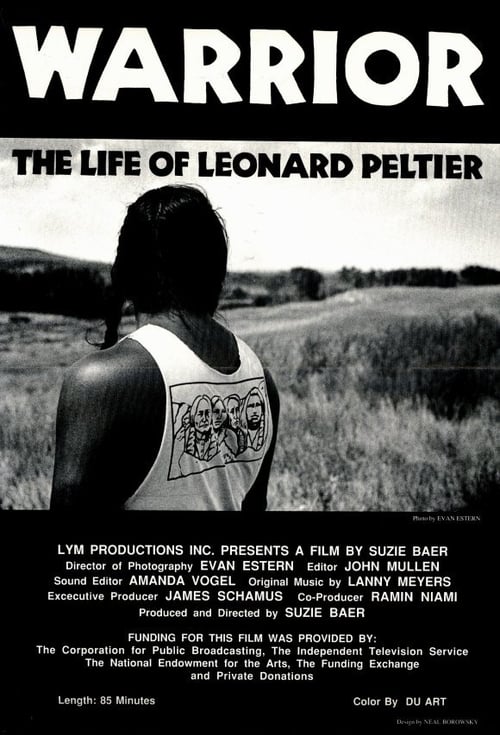 WARRIOR
THE LIFE OF LEONARD PELTIER
Photo by EVAN ESTERN
LYM PRODUCTIONS INC. PRESENTS A FILM BY SUZIE BAER
Director of Photography EVAN ESTERN Editor JOHN MULLEN
Sound Editor AMANDA VOGEL Original Music by LANNY MEYERS
Excecutive Producer JAMES SCHAMUS Co-Producer RAMIN NIAMI
Produced and Directed by SUZIE BAER
FUNDING FOR THIS FILM WAS PROVIDED BY:
The Corporation for Public Broadcasting, The Independent Television Service
The National Endowment for the Arts, The Funding Exchange
and Private Donations
Length: 85 Minutes Color By DU ART
Design by NEAL BOROWSKY